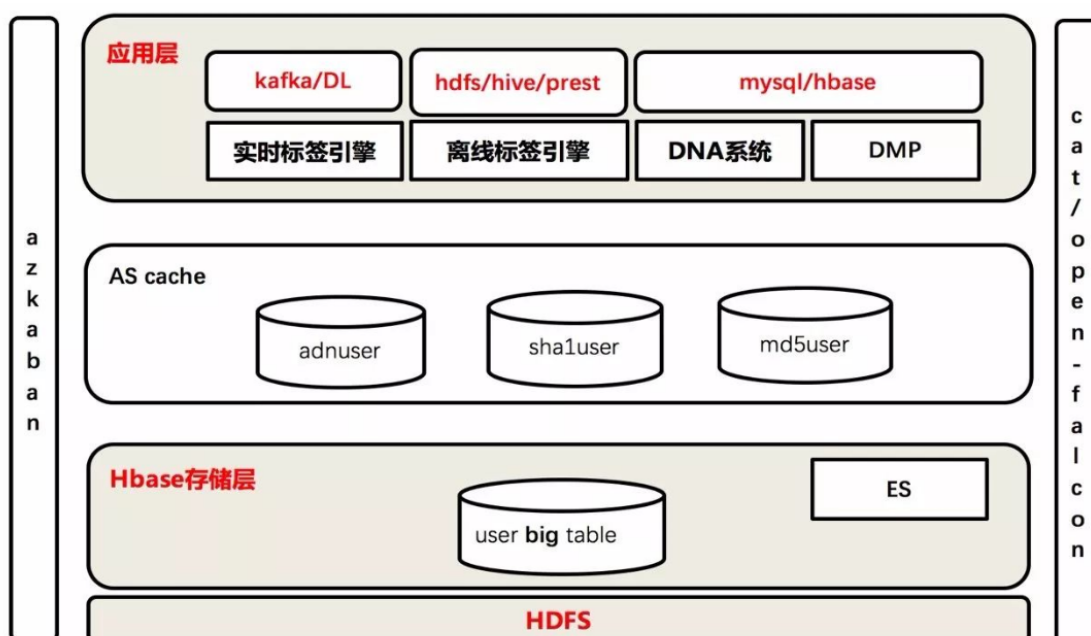 azkaban
应用层
kafka/DL
hdfs/hive/prest
mysql/hbase
实时标签引擎
离线标签引擎
DNA系统
DMP
AS cache
adnuser
sha1user
md5user
Hbase存储层
ES
user big table
HDFS
cat/open-falcon